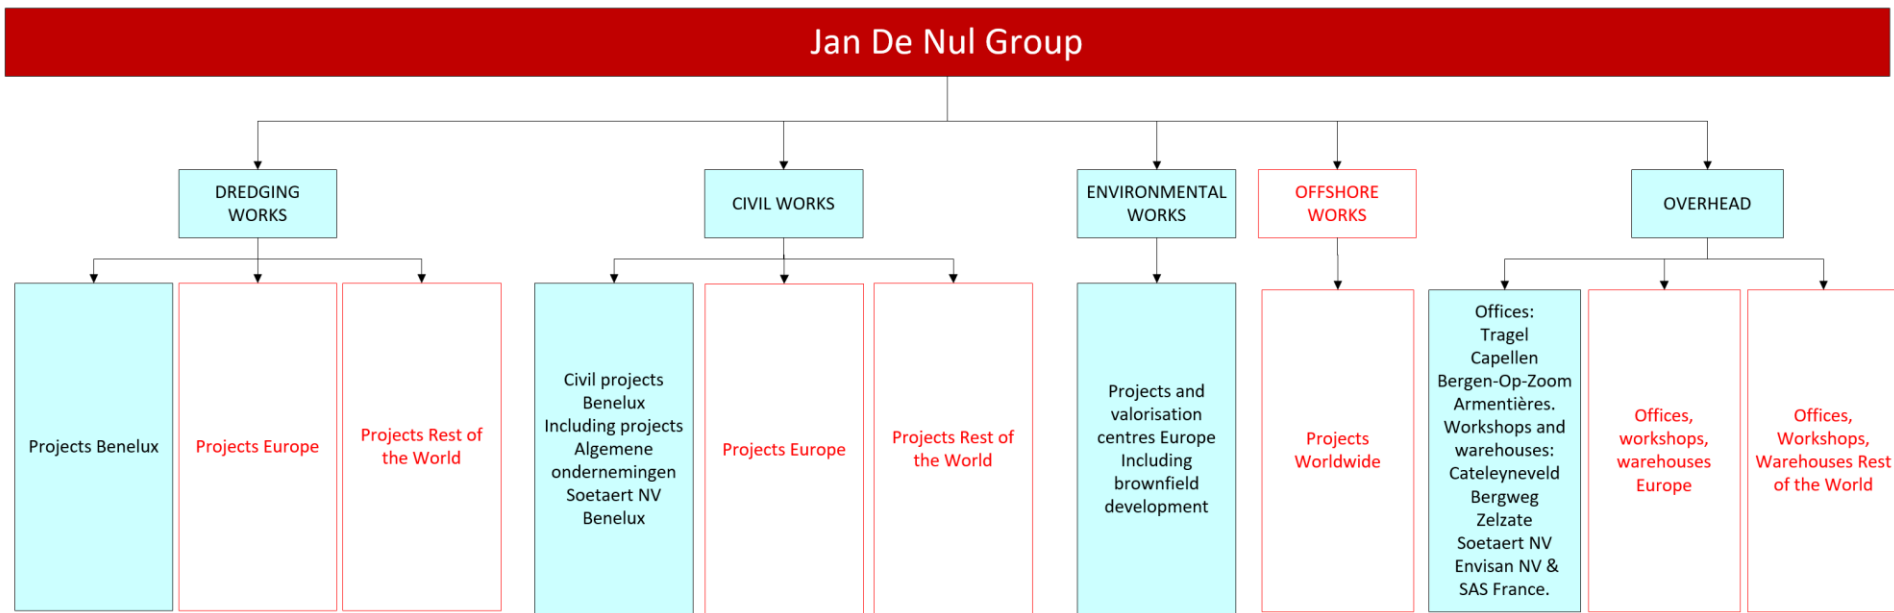 Jan De Nul Group
DREDGING
WORKS
CIVIL WORKS
ENVIRONMENTAL
WORKS
OFFSHORE
WORKS
OVERHEAD
Projects Benelux
Projects Europe
Projects Rest of
the World
Civil projects
Benelux
Including projects
Algemene
ondernemingen
Soetaert NV
Benelux
Projects Europe
Projects Rest of
the World
Projects and
valorisation
centres Europe
Including
brownfield
development
Projects
Worldwide
Offices:
Tragel
Capellen
Bergen-Op-Zoom
Armentières.
Workshops and
warehouses:
Cateleyneveld
Bergweg
Zelzate
Soetaert NV
Envisan NV &
SAS France.
Offices,
workshops,
warehouses
Europe
Offices,
Workshops,
Warehouses Rest
of the World